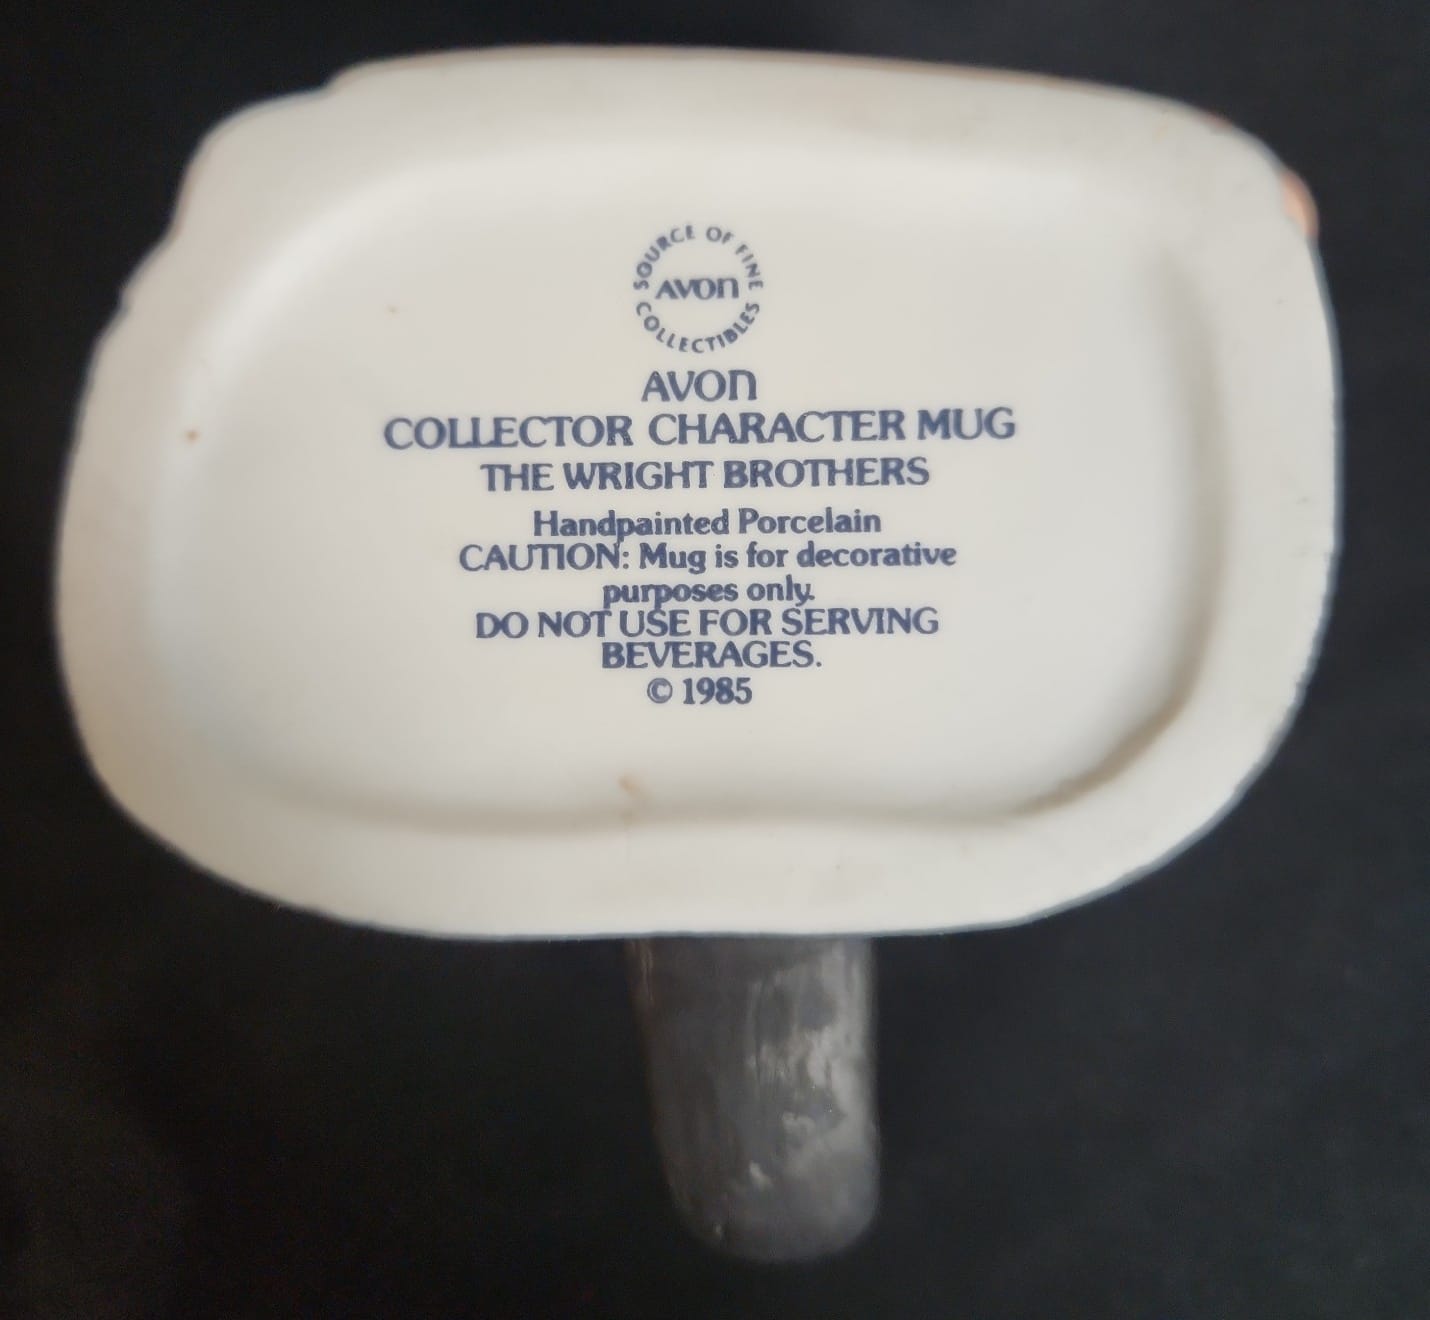 SOURCE OF FINE
AVON
COLLECTIBLES
AVON
COLLECTOR CHARACTER MUG
THE WRIGHT BROTHERS
Handpainted Porcelain
CAUTION: Mug is for decorative
purposes only.
DO NOT USE FOR SERVING
BEVERAGES.
© 1985